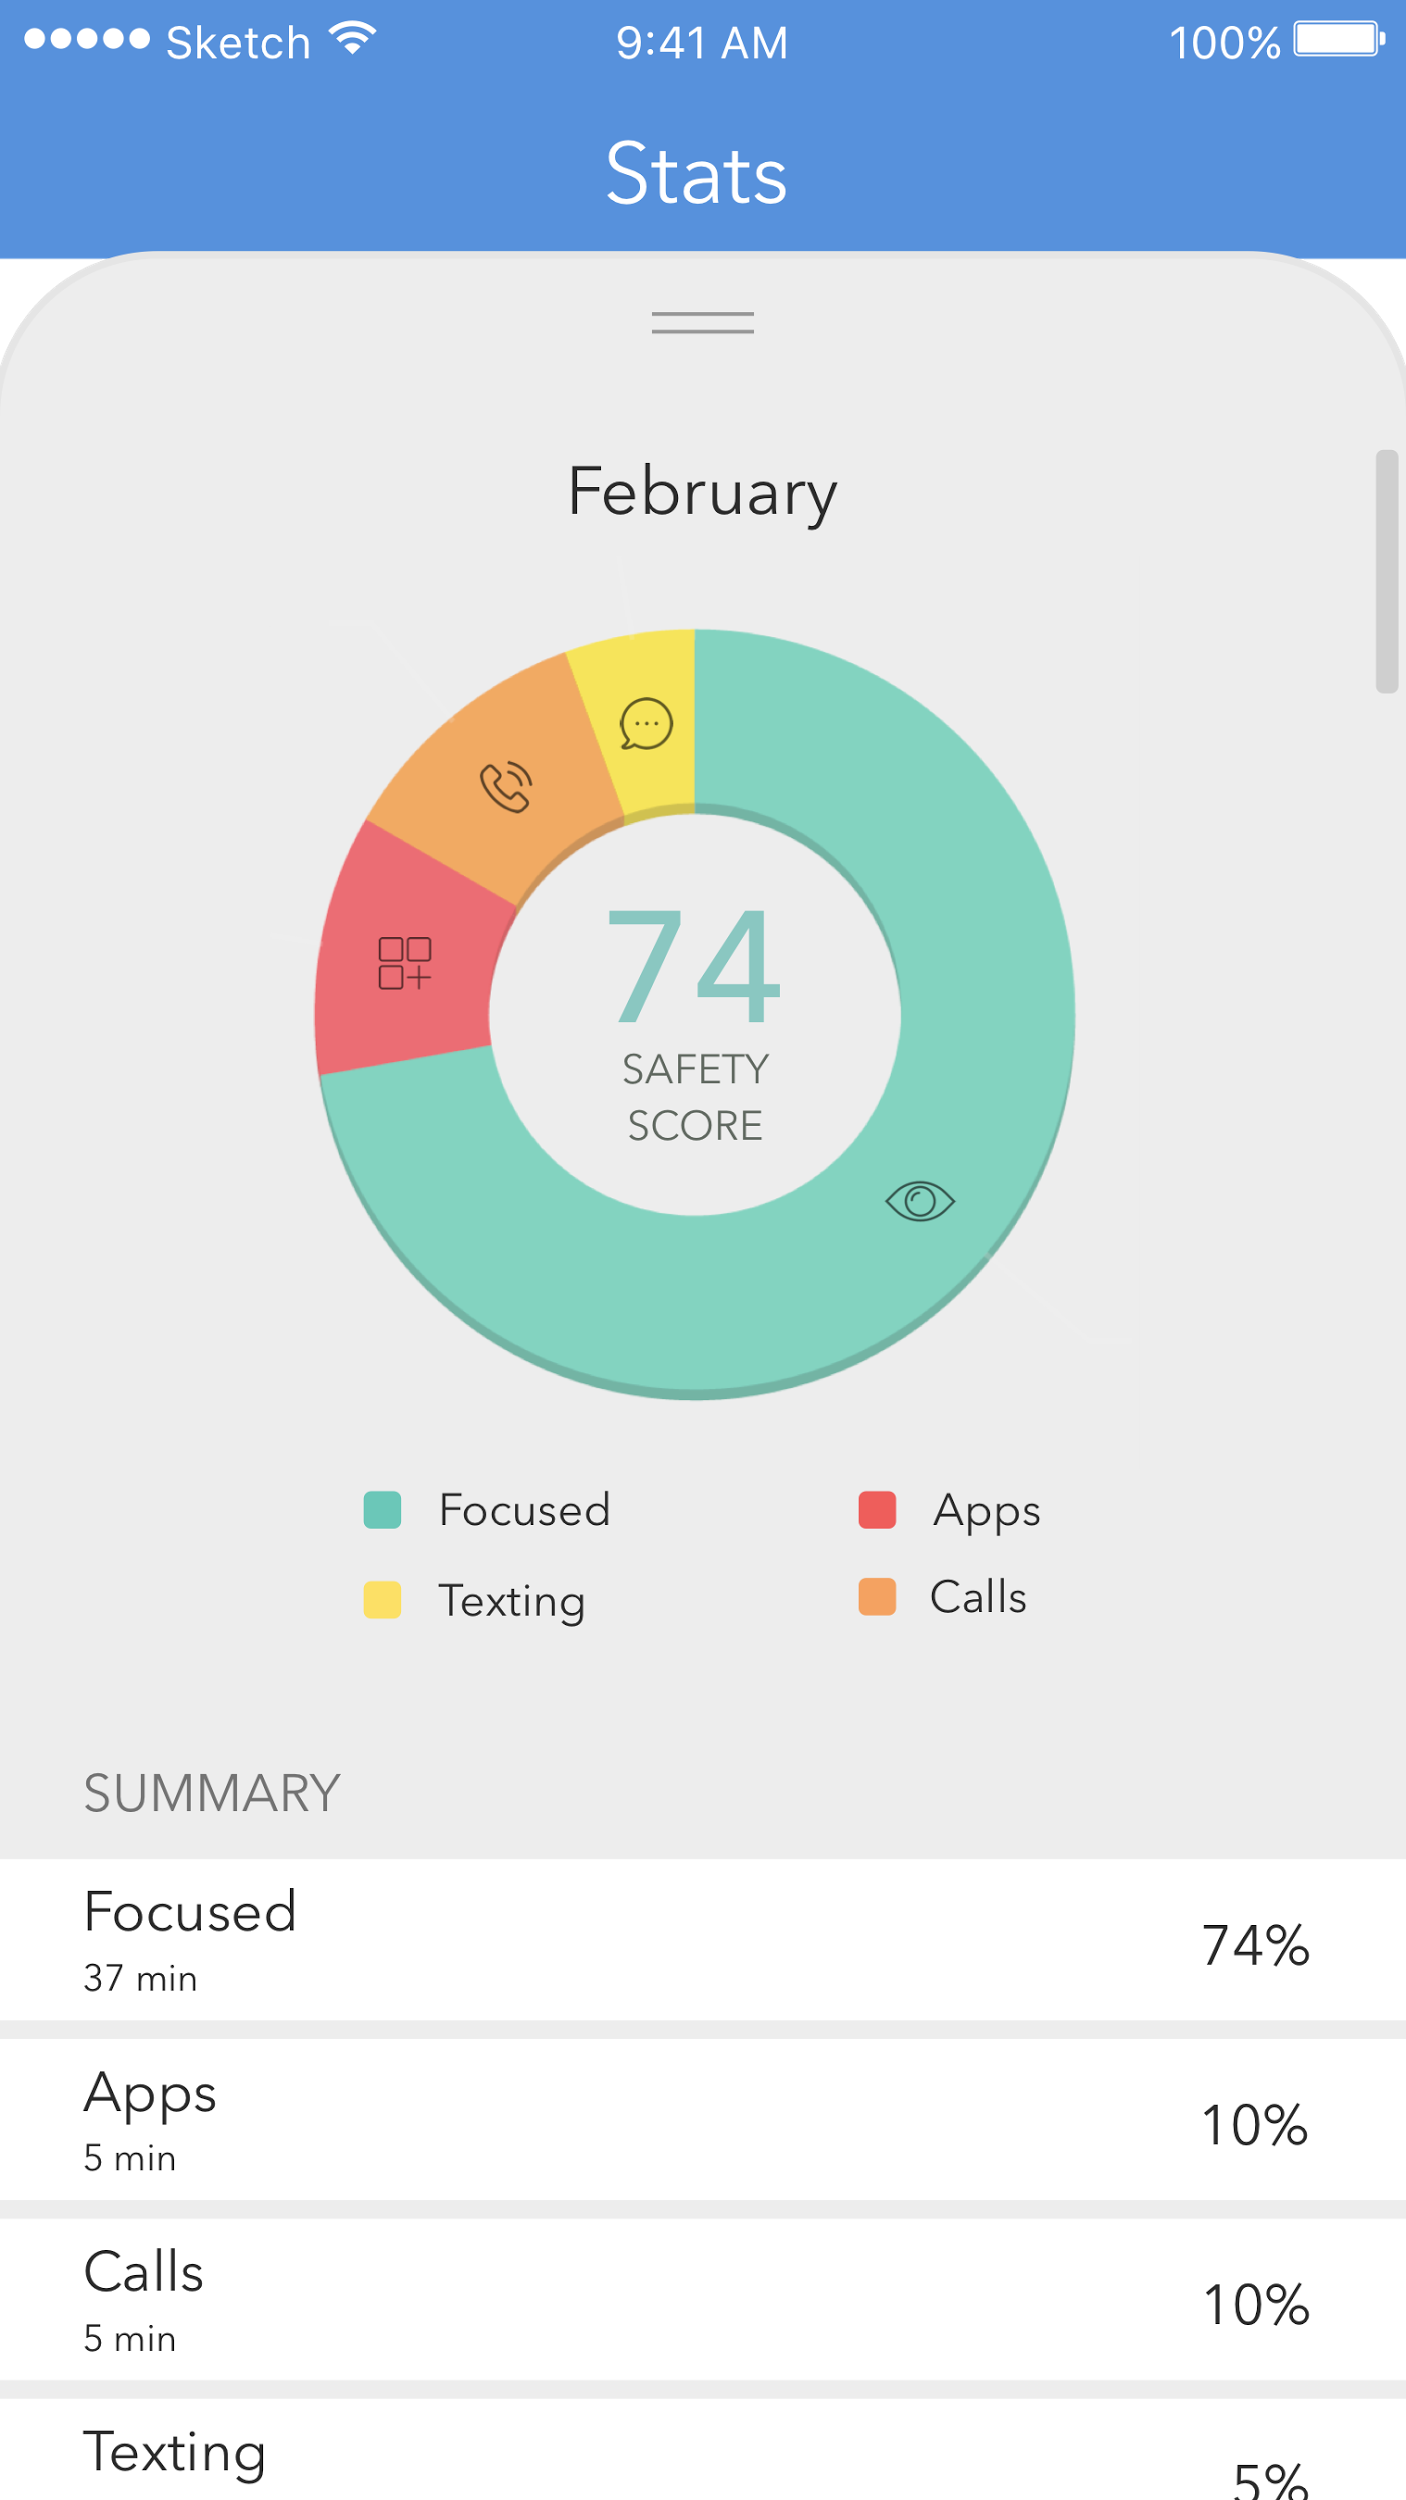 Sketch 9:41 AM 100%
Stats
February
74
SAFETY
SCORE
Focused Apps
Texting Calls
SUMMARY
Focused
37 min
74%
Apps
5 min
10%
Calls
5 min
10%
Texting
5%